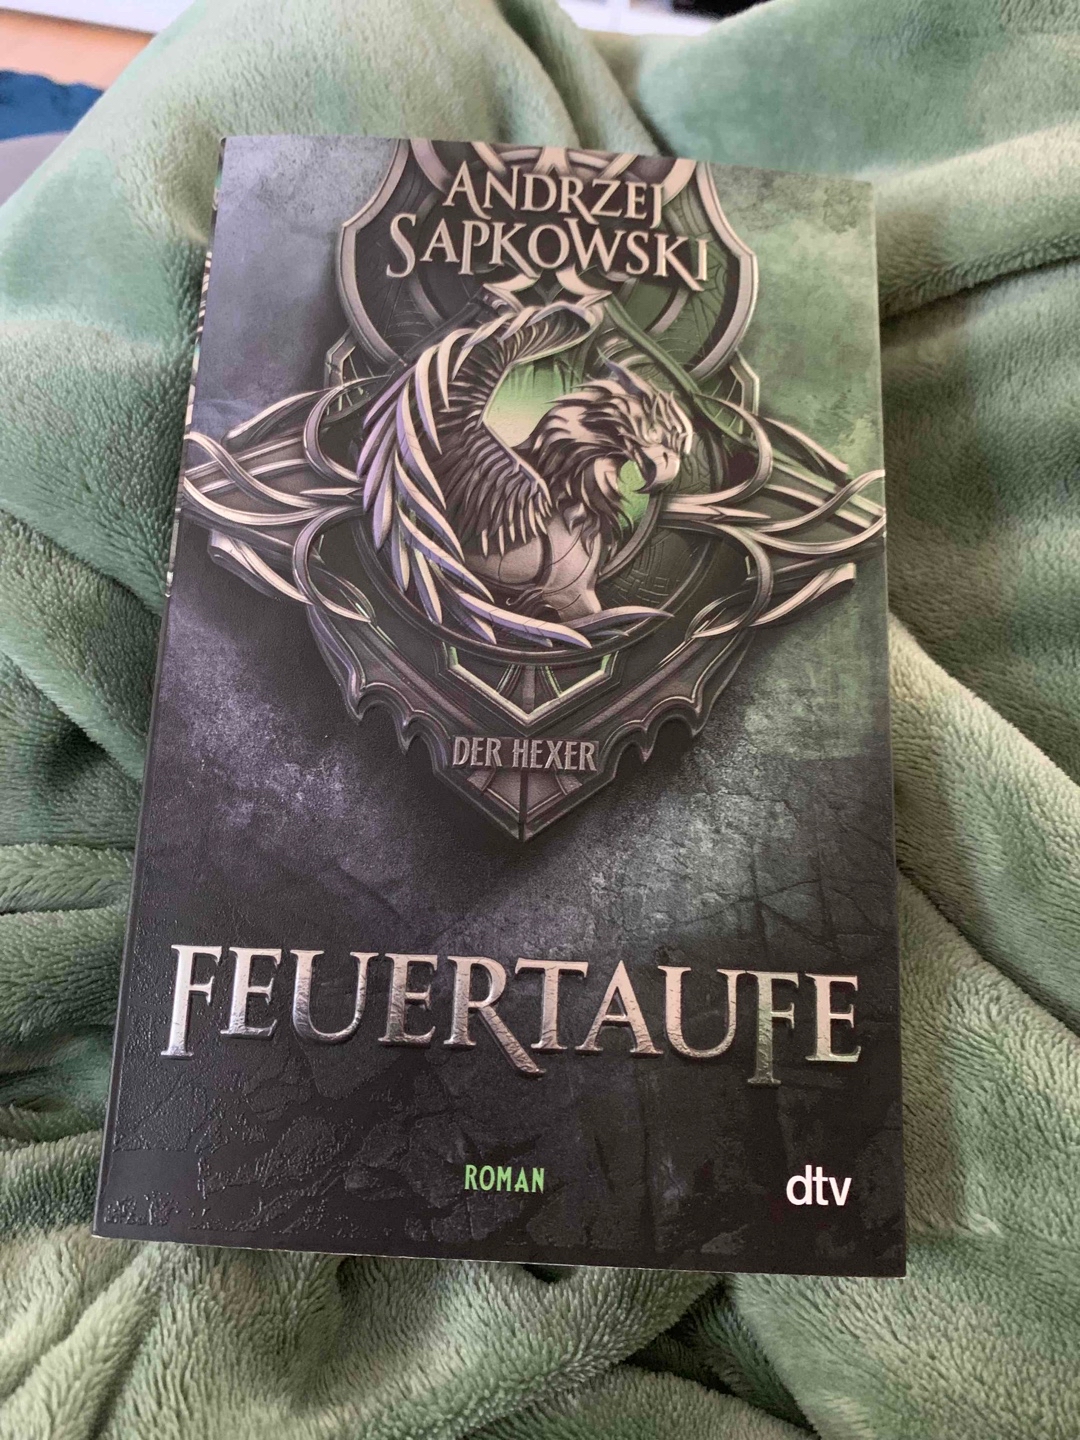 ANDRZEJ
SAPKOWSKI
DER HEXER
FEUERTAUFE
ROMAN
dtv